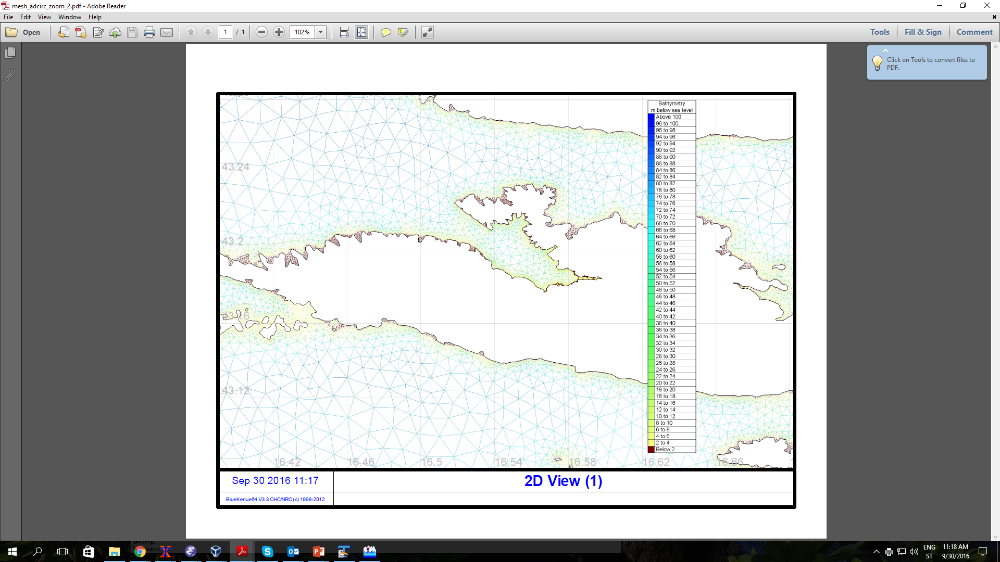 mesh_adcirc_zoom_2.pdf - Adobe Reader
File Edit View Window Help
Open 1 / 1 102% Tools Fill & Sign Comment
Click on Tools to convert files to
PDF.
Bathymetry
m below sea level
Above 100
98 to 100
96 to 98
94 to 96
92 to 94
90 to 92
88 to 90
86 to 88
84 to 86
82 to 84
80 to 82
78 to 80
76 to 78
74 to 76
72 to 74
70 to 72
68 to 70
66 to 68
64 to 66
62 to 64
60 to 62
58 to 60
56 to 58
54 to 56
52 to 54
50 to 52
48 to 50
46 to 48
44 to 46
42 to 44
40 to 42
38 to 40
36 to 38
34 to 36
32 to 34
30 to 32
28 to 30
26 to 28
24 to 26
22 to 24
20 to 22
18 to 20
16 to 18
14 to 16
12 to 14
10 to 12
8 to 10
6 to 8
4 to 6
2 to 4
Below 2
43.24
43.2
43.16
43.12
16.42 16.46 16.5 16.54 16.58 16.62 16.66
Sep 30 2016 11:17
2D View (1)
BlueKenue64 V3.3 CHC/NRC (c) 1998-2012
Desktop/
ENG
ST
11:18 AM
9/30/2016